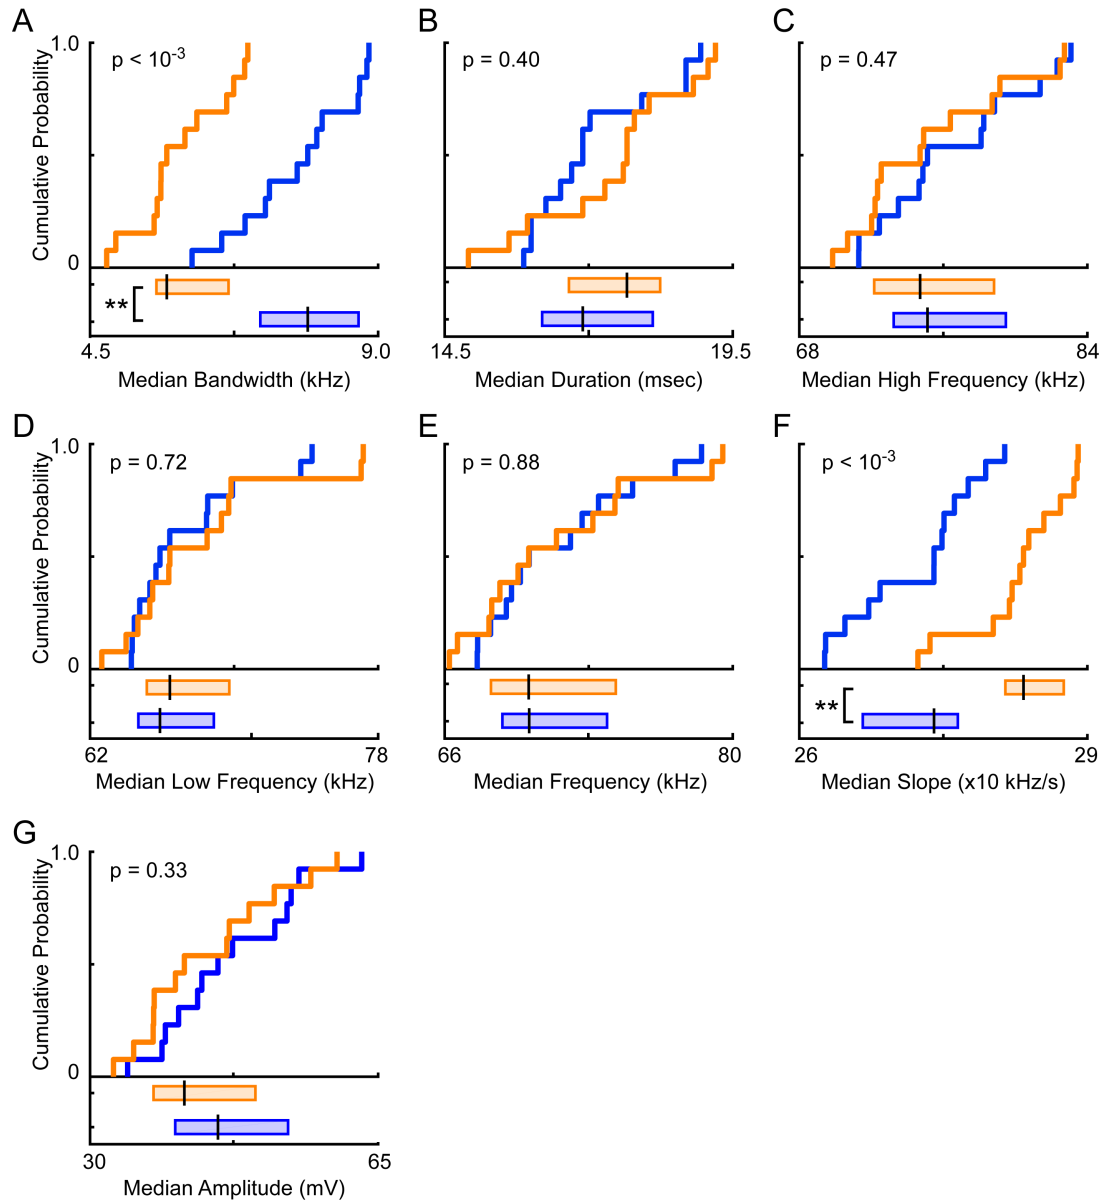 A
B
C
1.0
p < 10-3
p = 0.40
p = 0.47
Cumulative Probability
0
**
4.5
9.0
14.5
19.5
68
84
Median Bandwidth (kHz)
Median Duration (msec)
Median High Frequency (kHz)
D
E
F
1.0
p = 0.72
p = 0.88
p < 10-3
Cumulative Probability
0
**
62
78
66
80
26
29
Median Low Frequency (kHz)
Median Frequency (kHz)
Median Slope (x10 kHz/s)
G
1.0
p = 0.33
Cumulative Probability
0
30
65
Median Amplitude (mV)